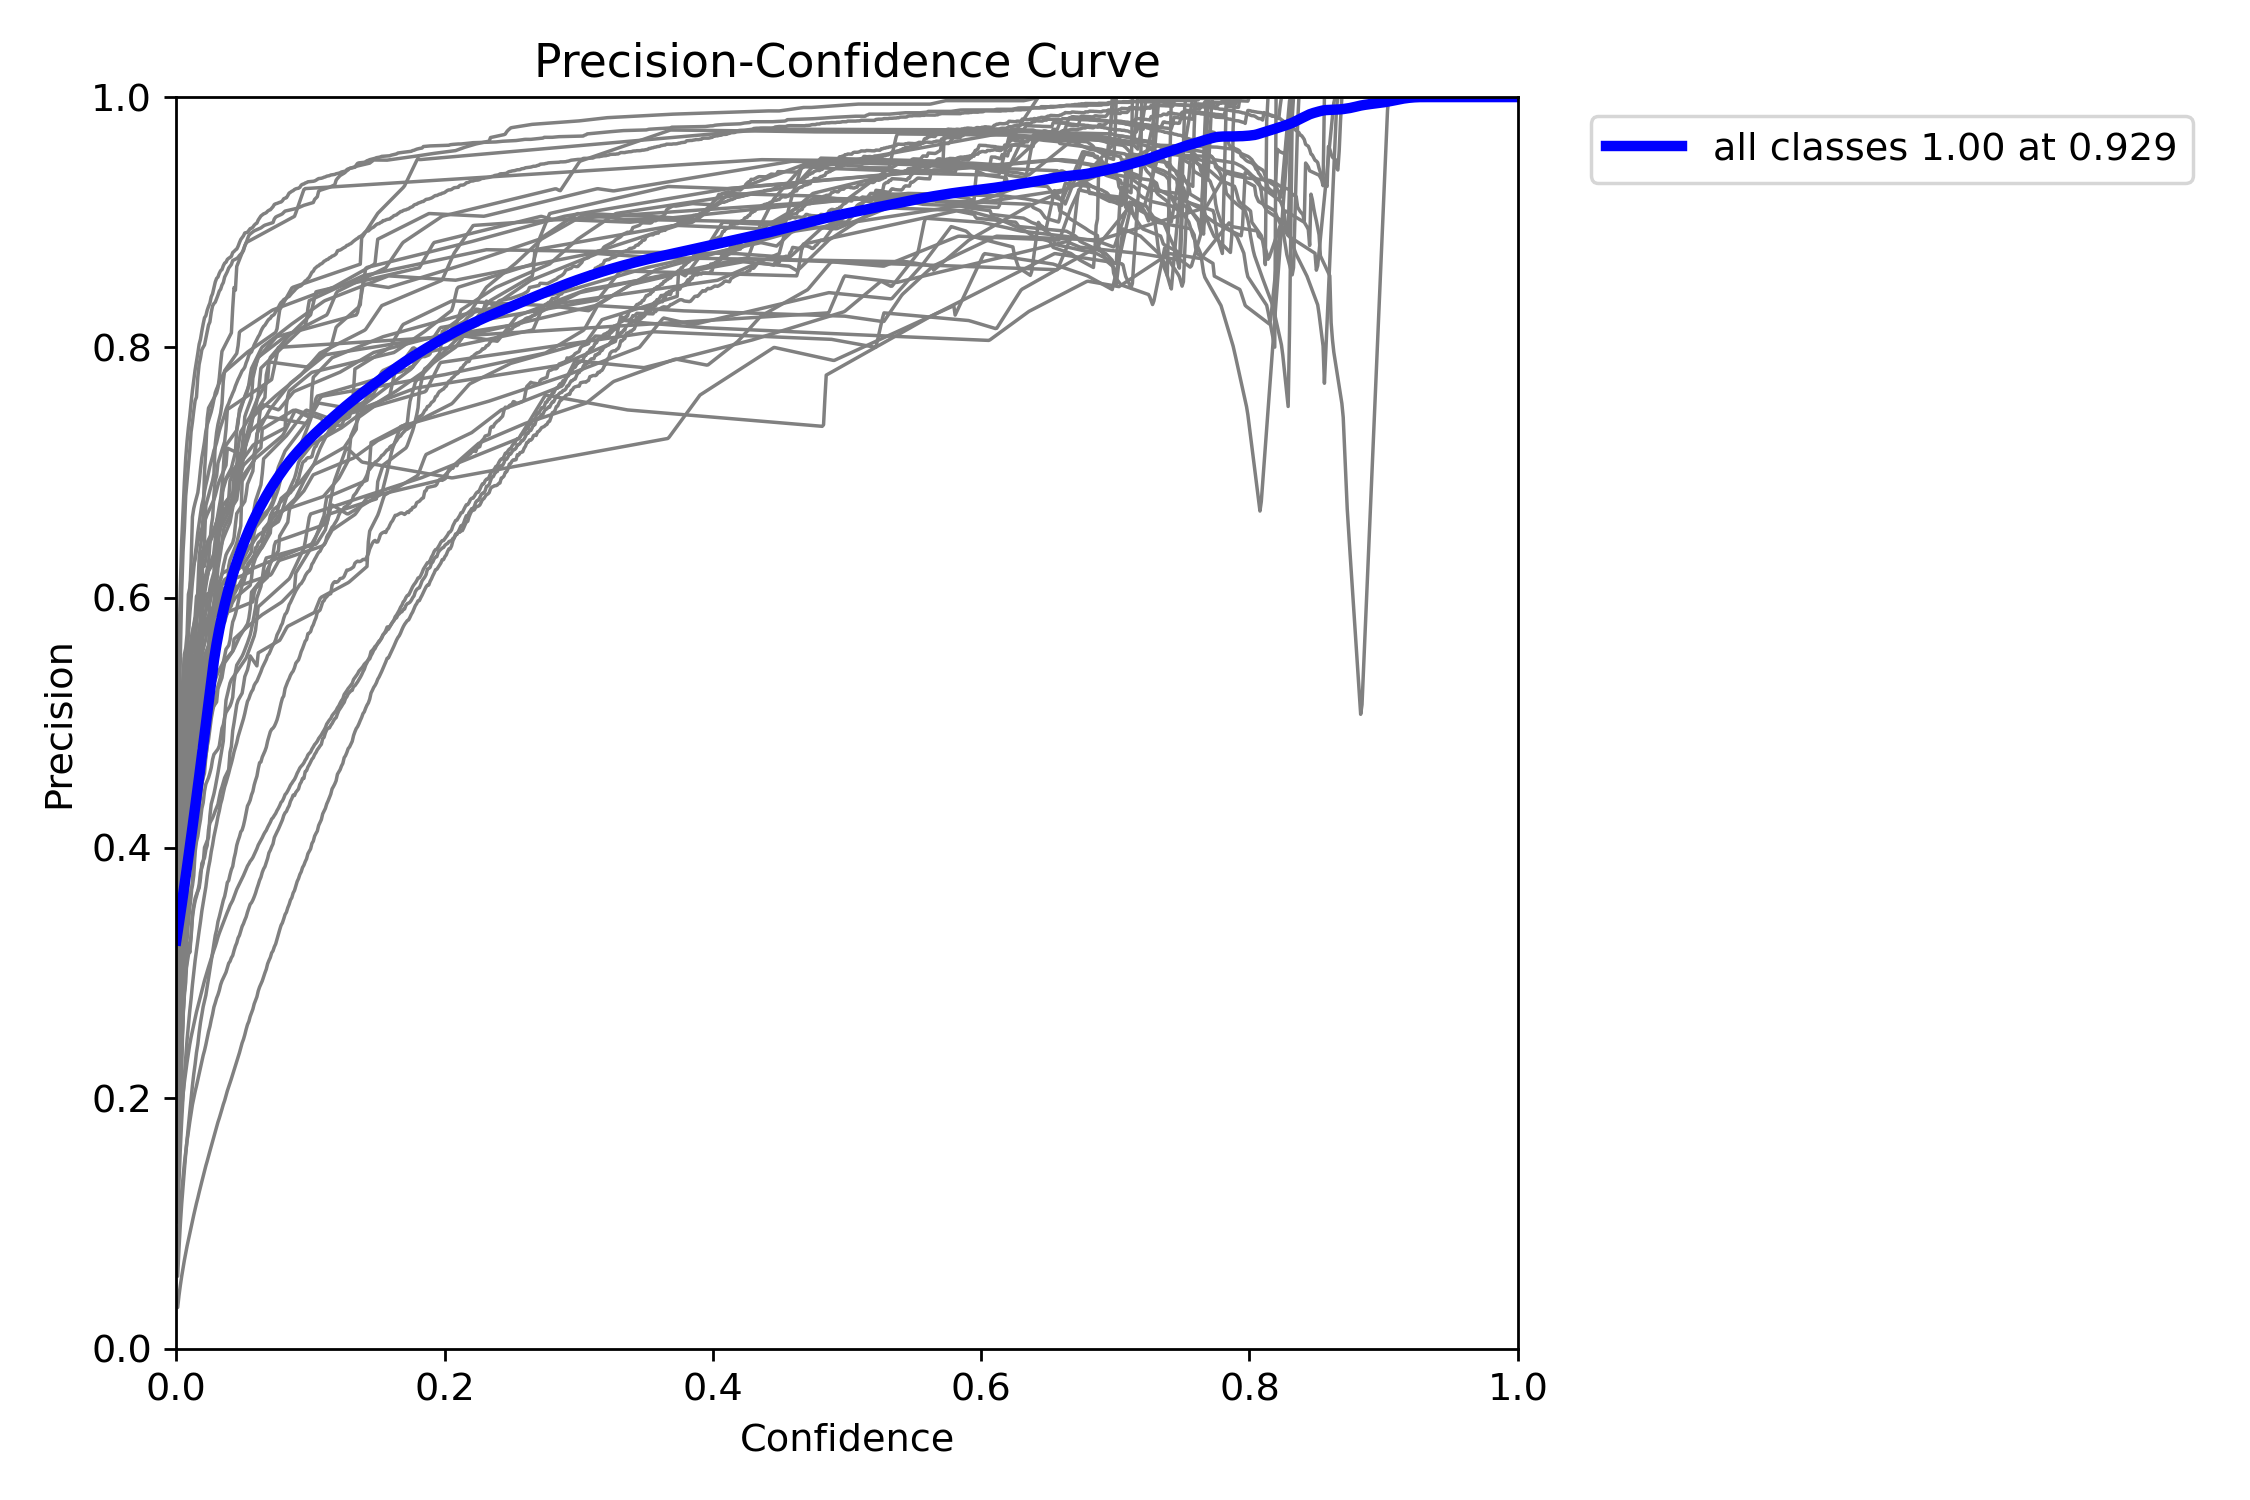 Precision-Confidence Curve
1.0
0.8
0.6
0.4
0.2
0.0
Precision
0.0 0.2 0.4 0.6 0.8 1.0
Confidence
all classes 1.00 at 0.929